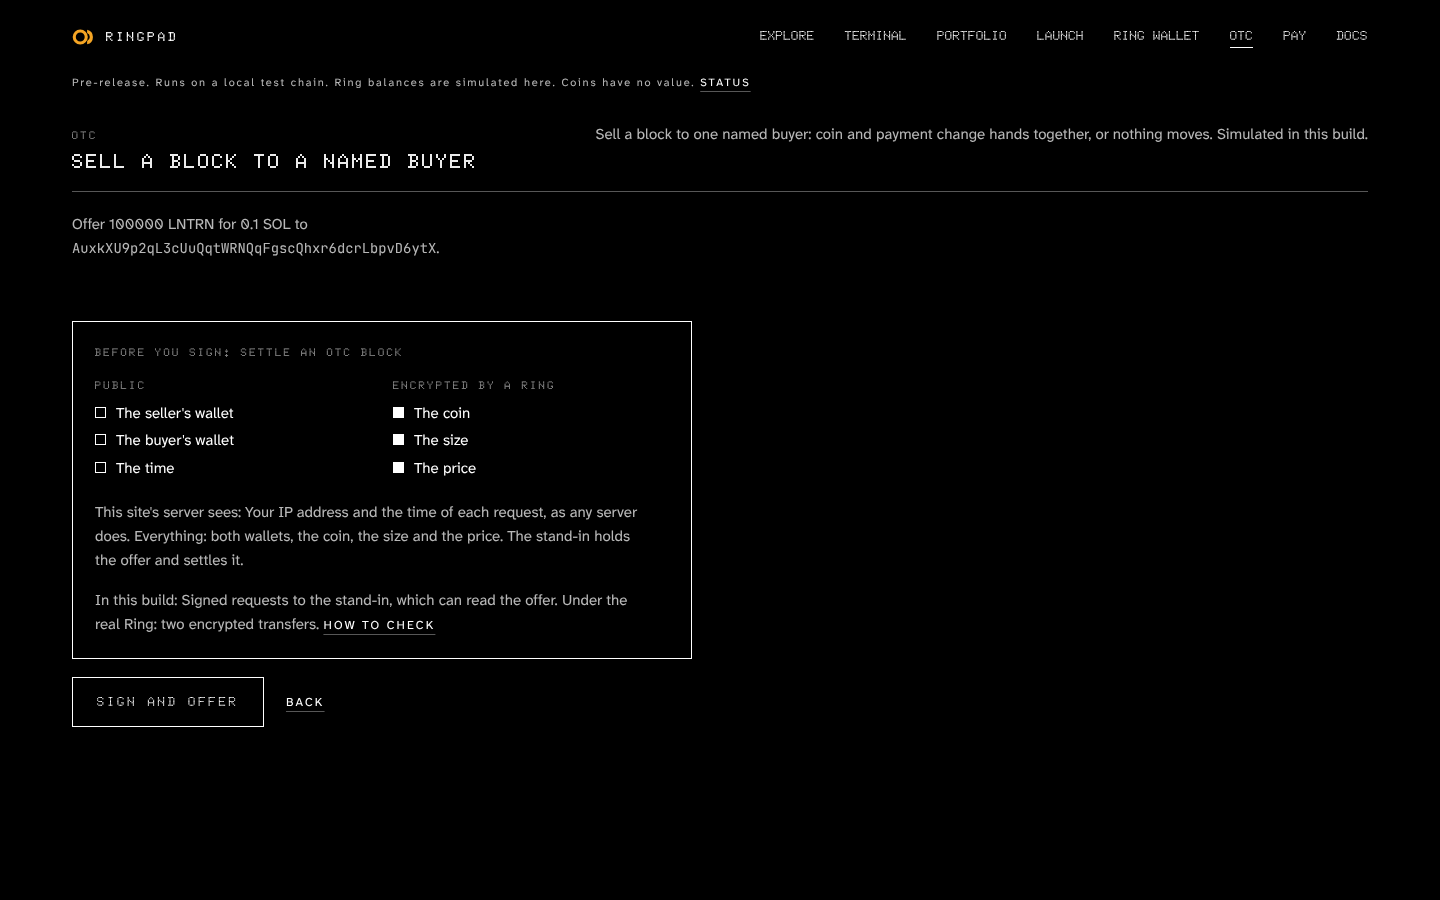 RINGPAD
EXPLORE TERMINAL PORTFOLIO LAUNCH RING WALLET OTC PAY DOCS
Pre-release. Runs on a local test chain. Ring balances are simulated here. Coins have no value. STATUS
OTC
Sell a block to one named buyer: coin and payment change hands together, or nothing moves. Simulated in this build.
SELL A BLOCK TO A NAMED BUYER
Offer 100000 LNTRN for 0.1 SOL to
AuxkXU9p2qL3cUuQqtWRNQqFgscQhxr6dcrLbpvD6ytX.
BEFORE YOU SIGN: SETTLE AN OTC BLOCK
PUBLIC ENCRYPTED BY A RING
The seller's wallet The coin
The buyer's wallet The size
The time The price
This site's server sees: Your IP address and the time of each request, as any server
does. Everything: both wallets, the coin, the size and the price. The stand-in holds
the offer and settles it.
In this build: Signed requests to the stand-in, which can read the offer. Under the
real Ring: two encrypted transfers. HOW TO CHECK
SIGN AND OFFER BACK